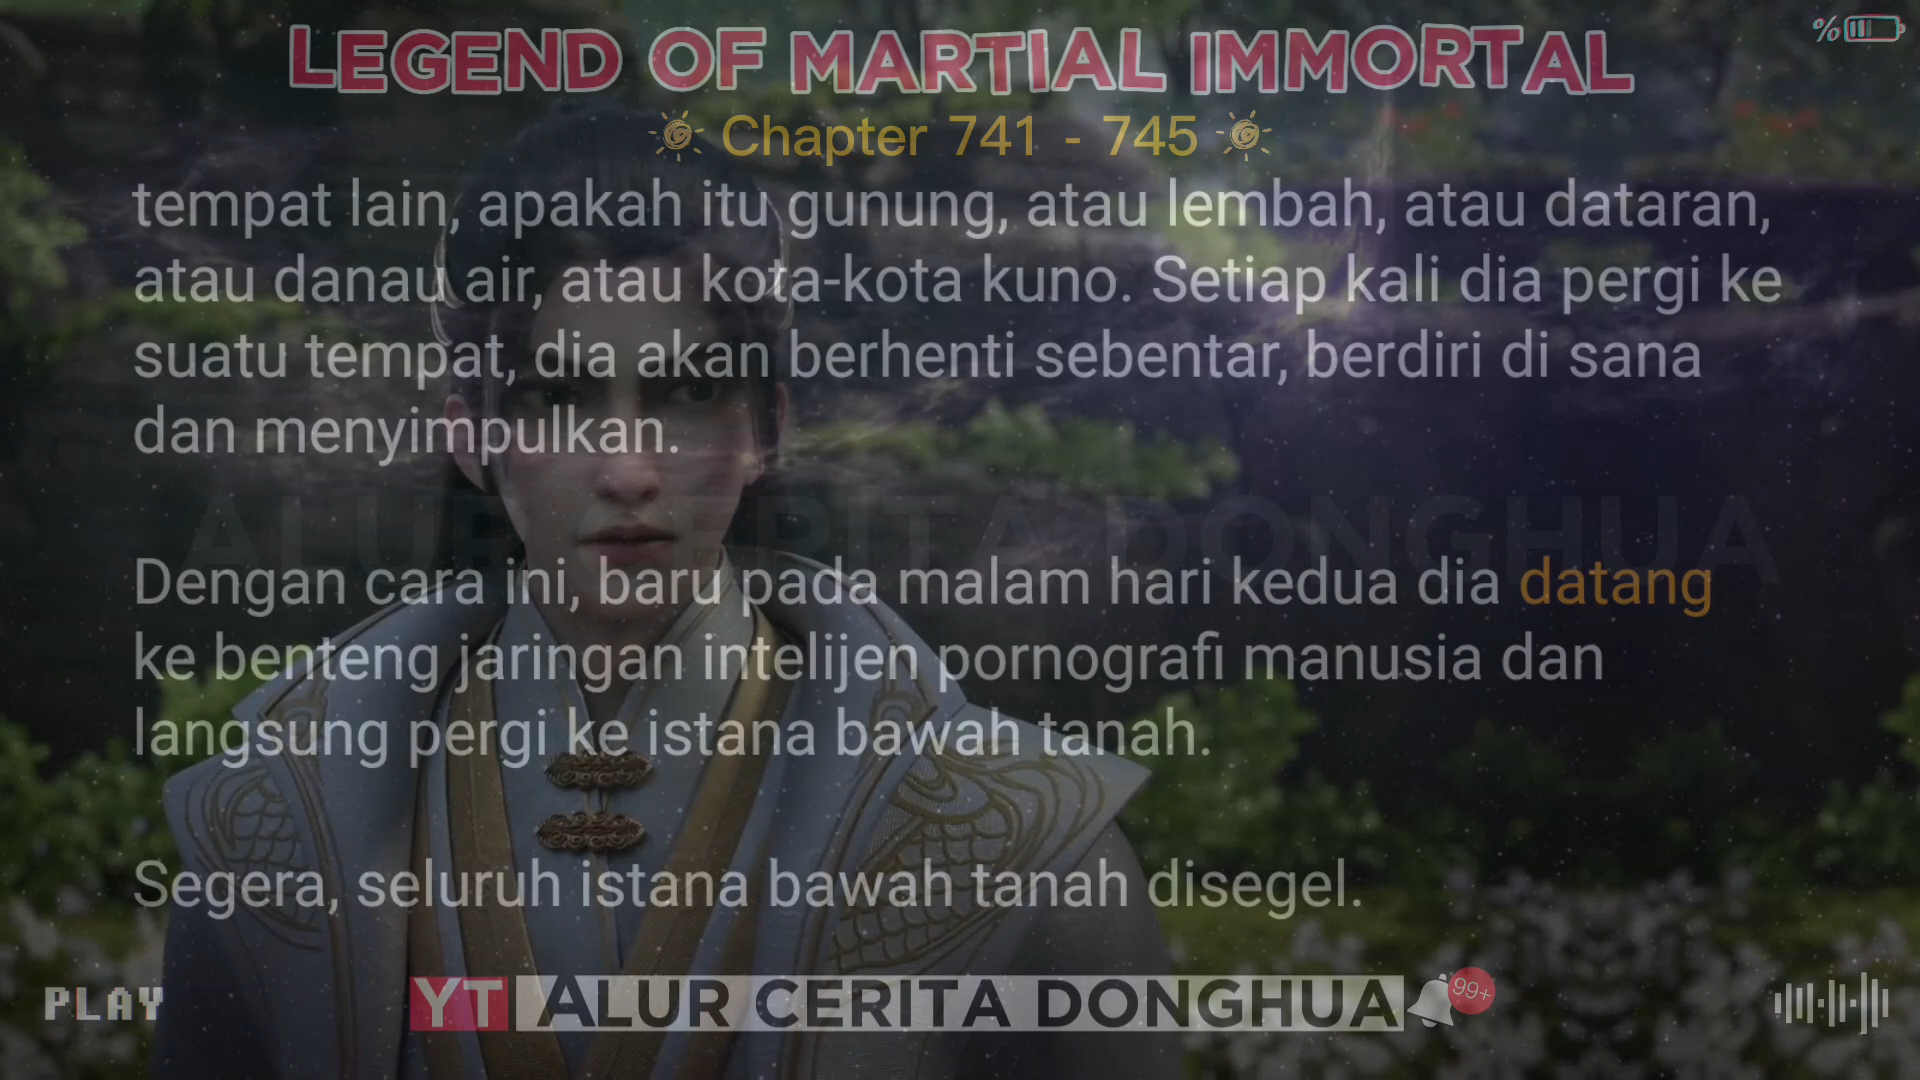 LEGEND OF MARTIAL IMMORTAL
%
Chapter 741 - 745
tempat lain, apakah itu gunung, atau lembah, atau dataran,
atau danau air, atau kota-kota kuno. Setiap kali dia pergi ke
suatu tempat, dia akan berhenti sebentar, berdiri di sana
dan menyimpulkan.
ALUR CERITA DONGHUA
Dengan cara ini, baru pada malam hari kedua dia datang
ke benteng jaringan intelijen pornografi manusia dan
langsung pergi ke istana bawah tanah.
Segera, seluruh istana bawah tanah disegel.
PLAY
YT ALUR CERITA DONGHUA 99+